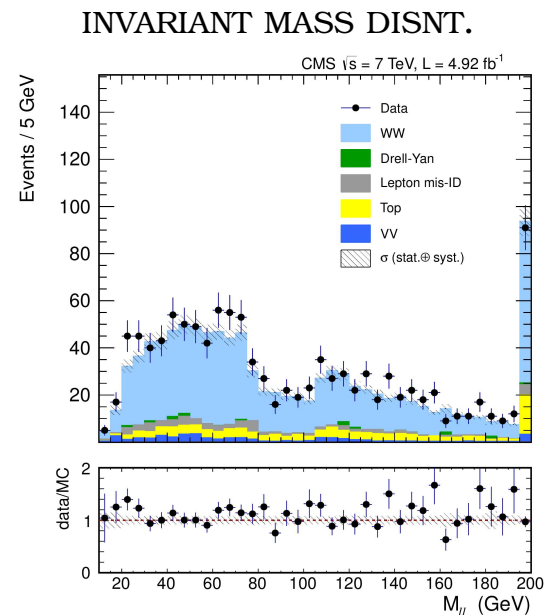 INVARIANT MASS DISNT.
CMS √s = 7 TeV, L = 4.92 fb⁻¹
Events / 5 GeV
140
120
100
80
60
40
20
Data
WW
Drell-Yan
Lepton mis-ID
Top
VV
σ (stat.⊕ syst.)
data/MC
2
1
0
20 40 60 80 100 120 140 160 180 200
M_ll (GeV)